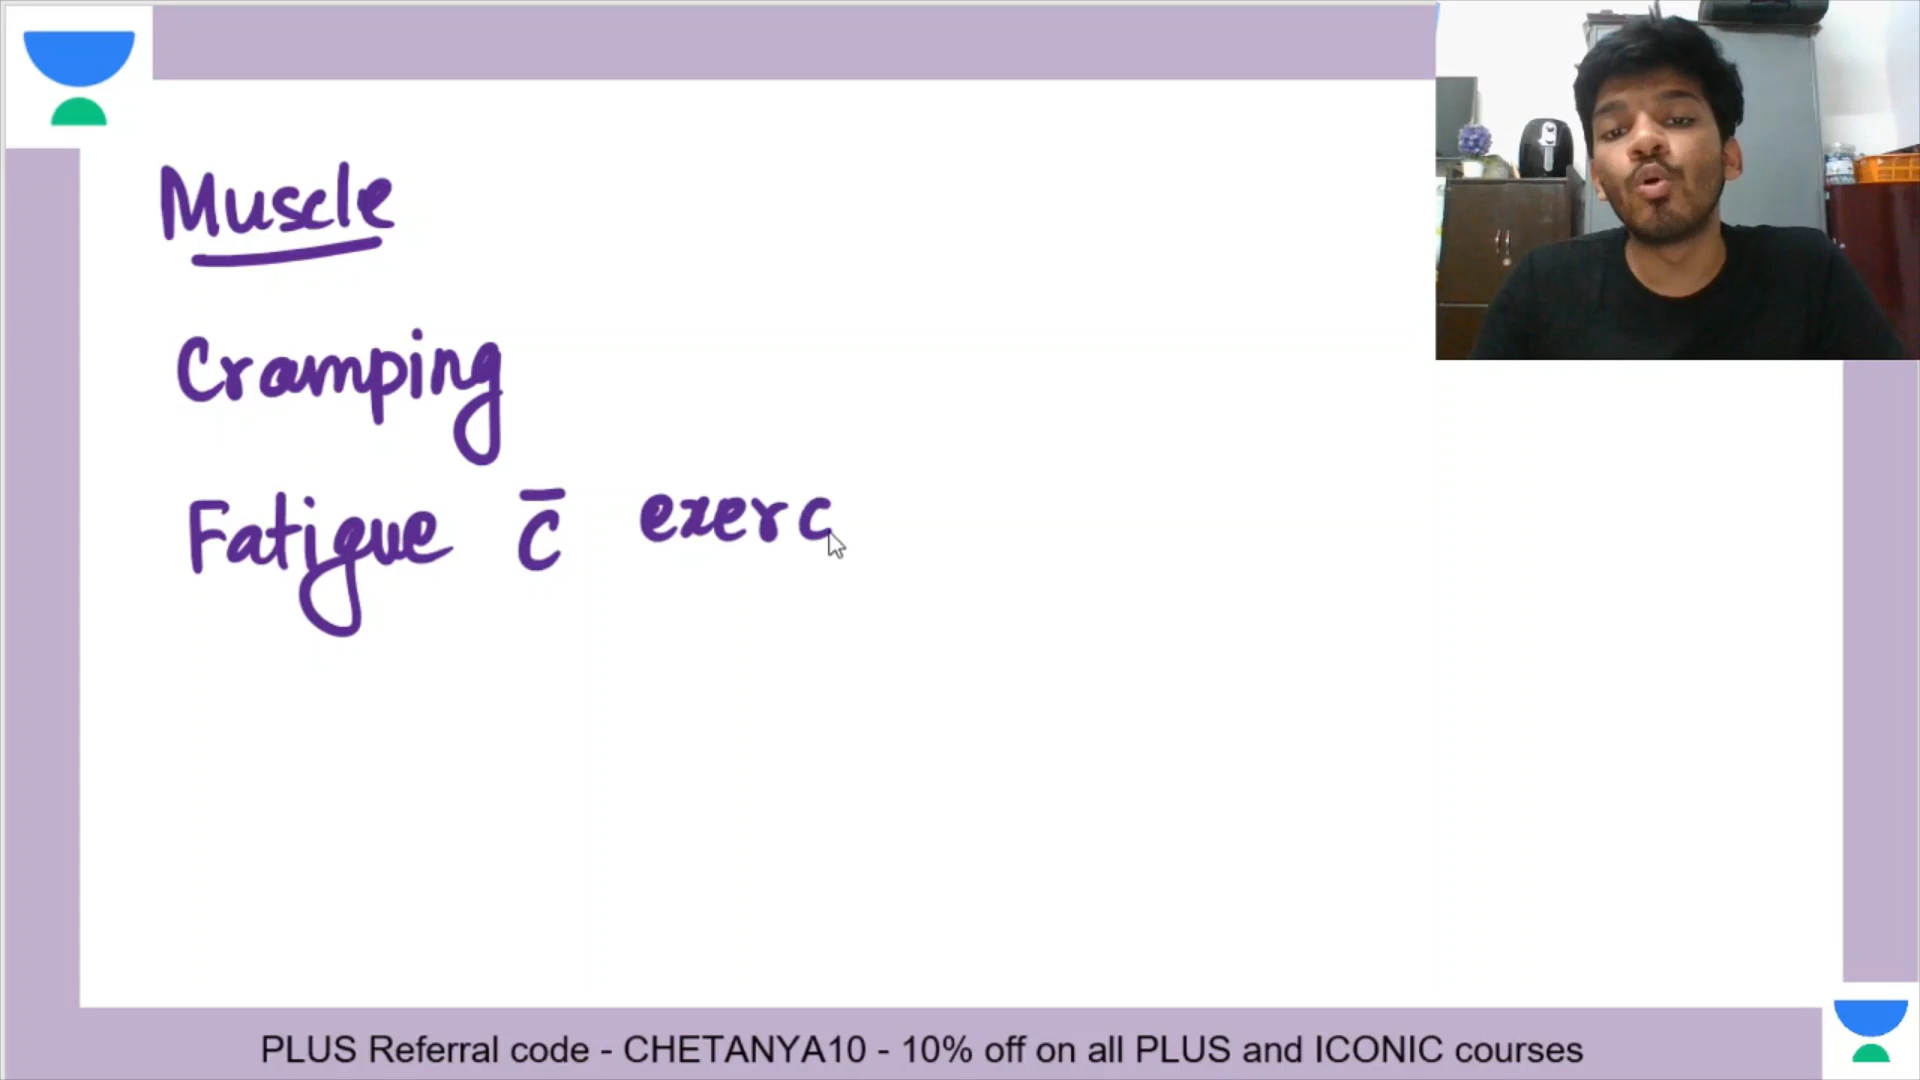 Muscle
Cramping
Fatigue c̄ exerc
PLUS Referral code - CHETANYA10 - 10% off on all PLUS and ICONIC courses